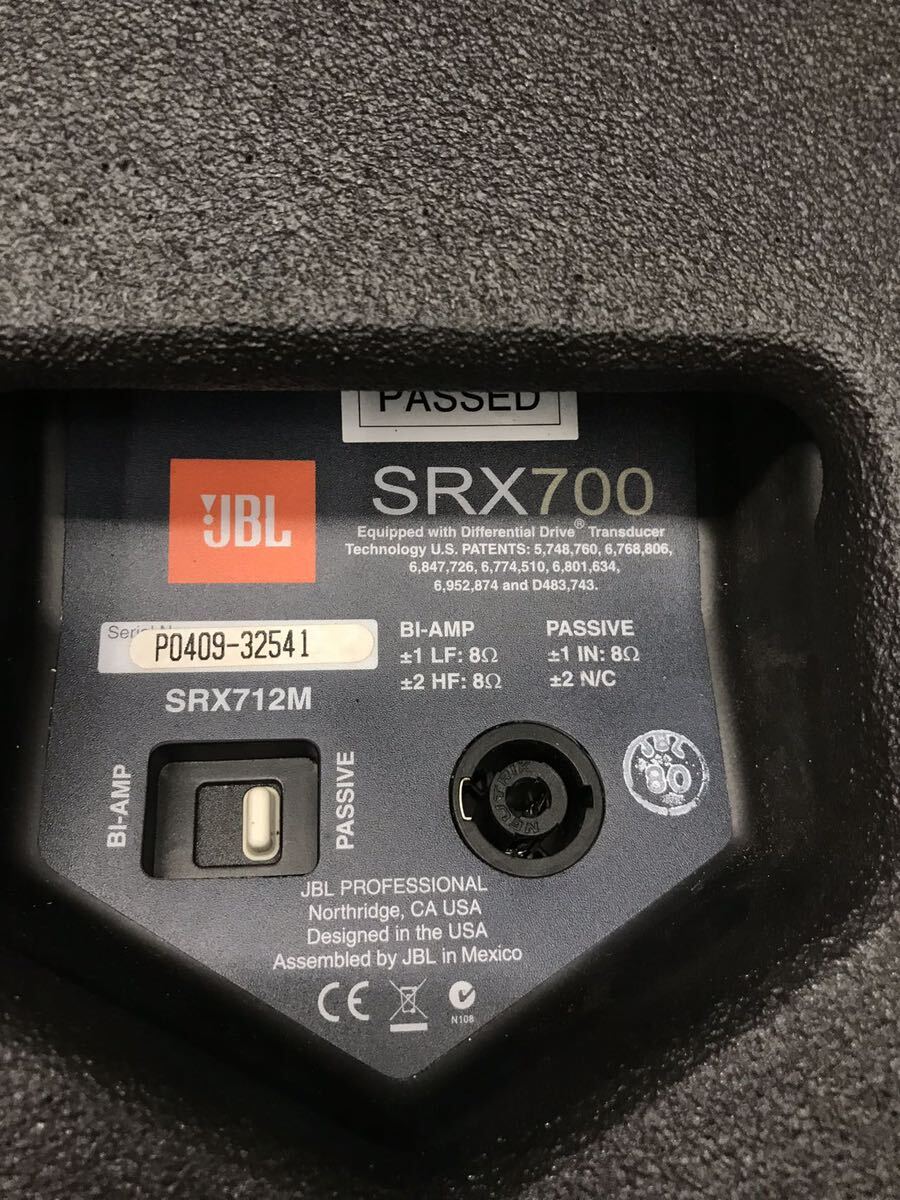 PASSED
JBL
SRX700
Equipped with Differential Drive® Transducer
Technology U.S. PATENTS: 5,748,760, 6,768,806,
6,847,726, 6,774,510, 6,801,634,
6,952,874 and D483,743.
Serial
P0409-32541
SRX712M
BI-AMP
±1 LF: 8Ω
±2 HF: 8Ω
PASSIVE
±1 IN: 8Ω
±2 N/C
BI-AMP
PASSIVE
NEUTRIK
NEUTRIK
JBL
80
JBL PROFESSIONAL
Northridge, CA USA
Designed in the USA
Assembled by JBL in Mexico
CE
N108